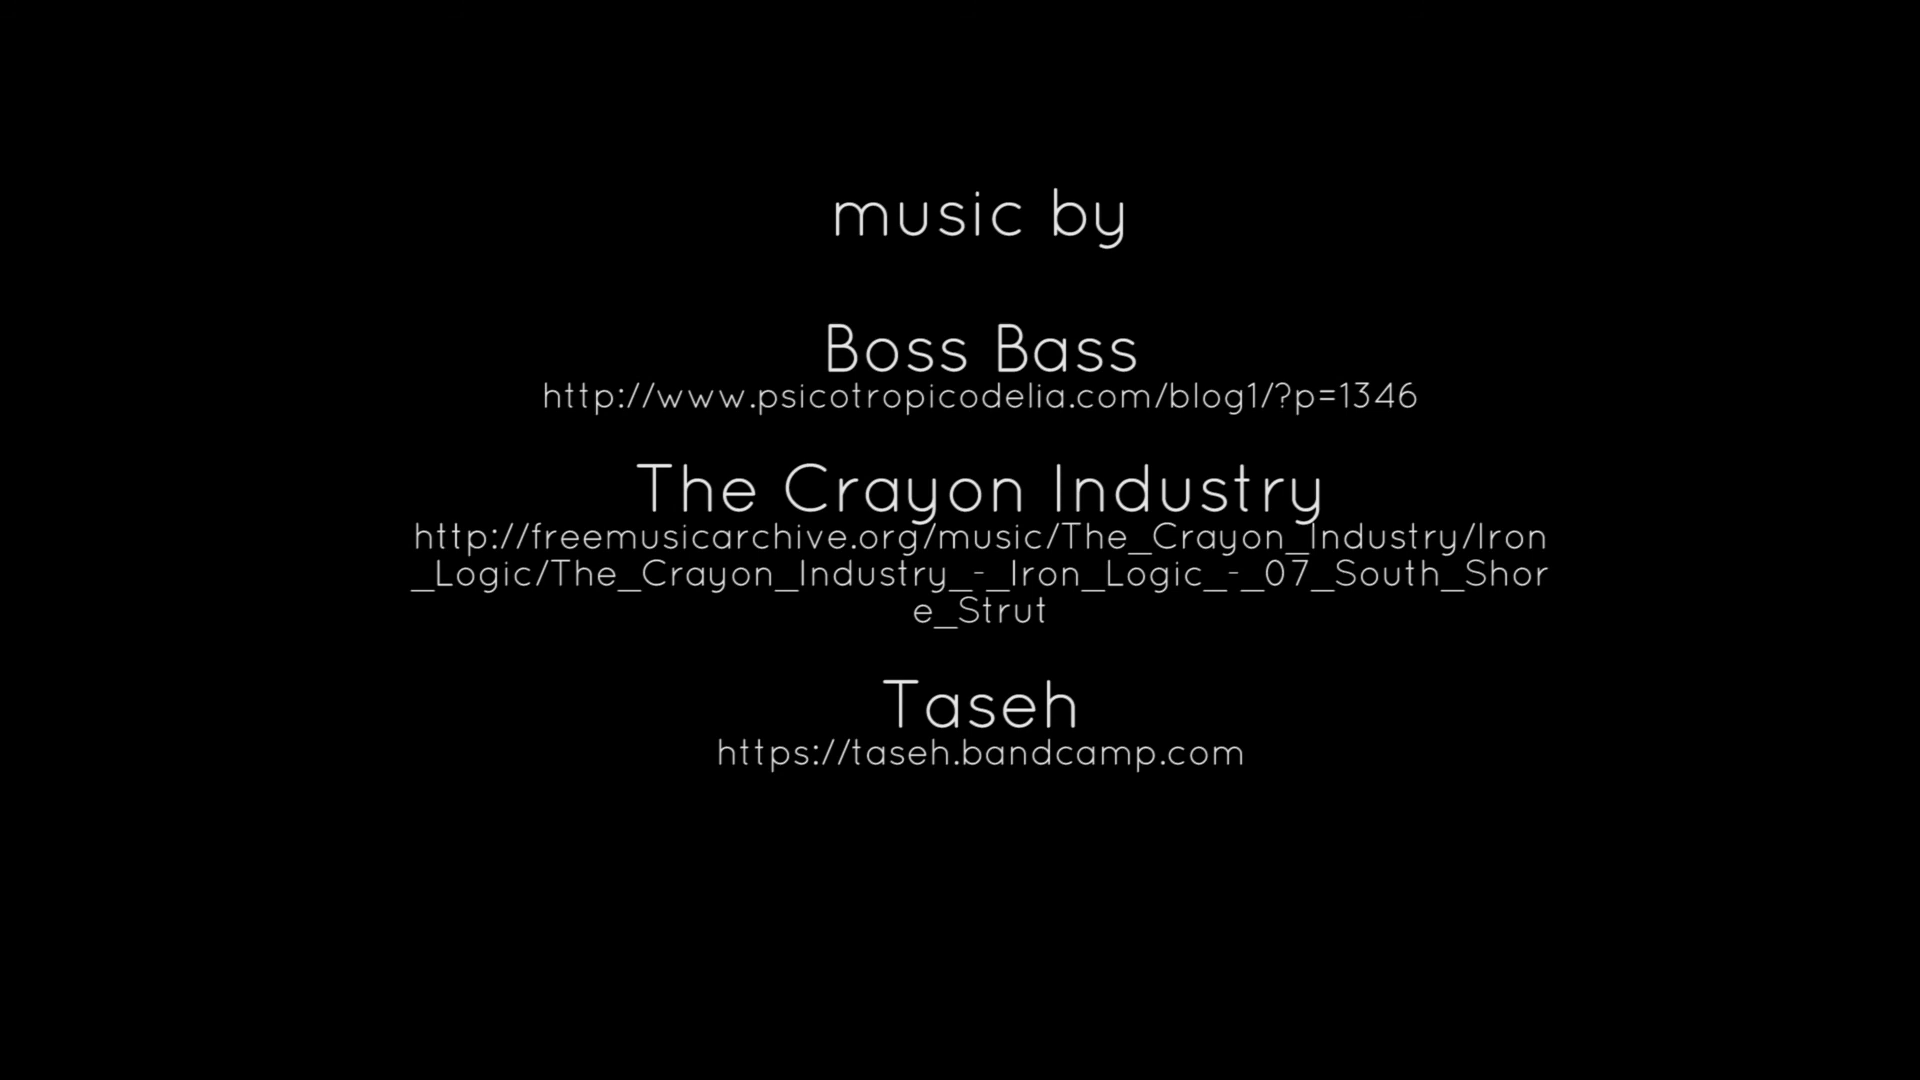 music by
Boss Bass
http://www.psicotropicodelia.com/blog1/?p=1346
The Crayon Industry
http://freemusicarchive.org/music/The_Crayon_Industry/Iron
_Logic/The_Crayon_Industry_-_Iron_Logic_-_07_South_Shor
e_Strut
Taseh
https://taseh.bandcamp.com